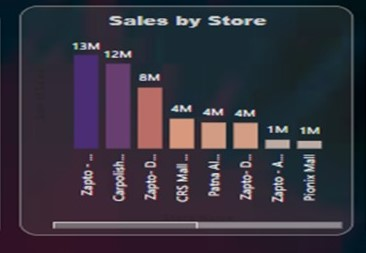 Sales by Store
13M
12M
8M
4M
4M
4M
1M
1M
Zapto - ...
Carpolish...
Zapto- D...
CRS Mall ...
Patna Al...
Zapto- D...
Zapto - A...
Pionix Mall